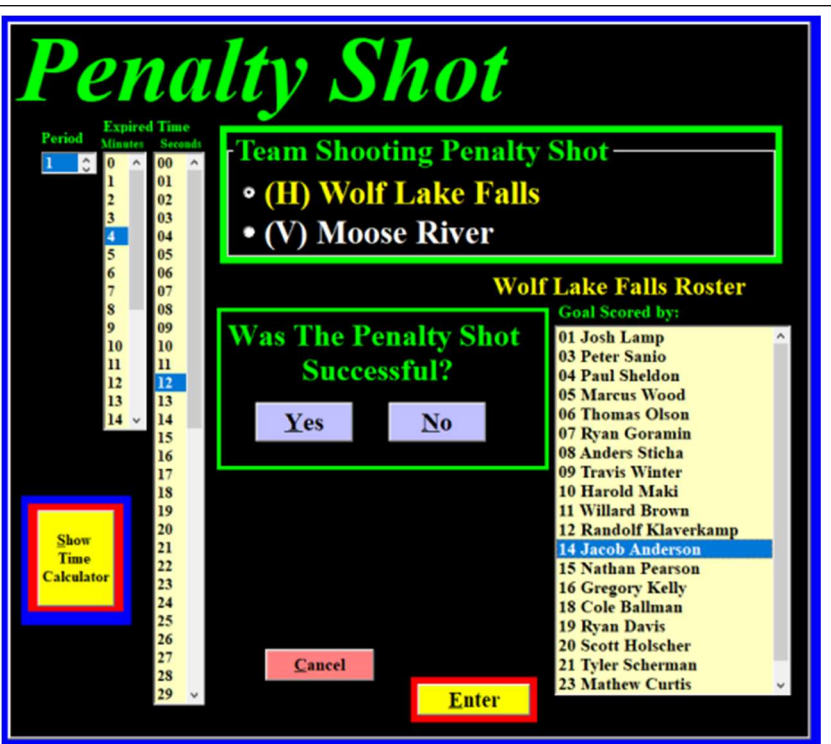 Penalty Shot
Period
Expired Time
Minutes Seconds
1
0
1
2
3
4
5
6
7
8
9
10
11
12
13
14
00
01
02
03
04
05
06
07
08
09
10
11
12
13
14
15
16
17
18
19
20
21
22
23
24
25
26
27
28
29
Team Shooting Penalty Shot
(H) Wolf Lake Falls
(V) Moose River
Was The Penalty Shot
Successful?
Yes No
Wolf Lake Falls Roster
Goal Scored by:
01 Josh Lamp
03 Peter Sanio
04 Paul Sheldon
05 Marcus Wood
06 Thomas Olson
07 Ryan Goramin
08 Anders Sticha
09 Travis Winter
10 Harold Maki
11 Willard Brown
12 Randolf Klaverkamp
14 Jacob Anderson
15 Nathan Pearson
16 Gregory Kelly
18 Cole Ballman
19 Ryan Davis
20 Scott Holscher
21 Tyler Scherman
23 Mathew Curtis
Show
Time
Calculator
Cancel
Enter